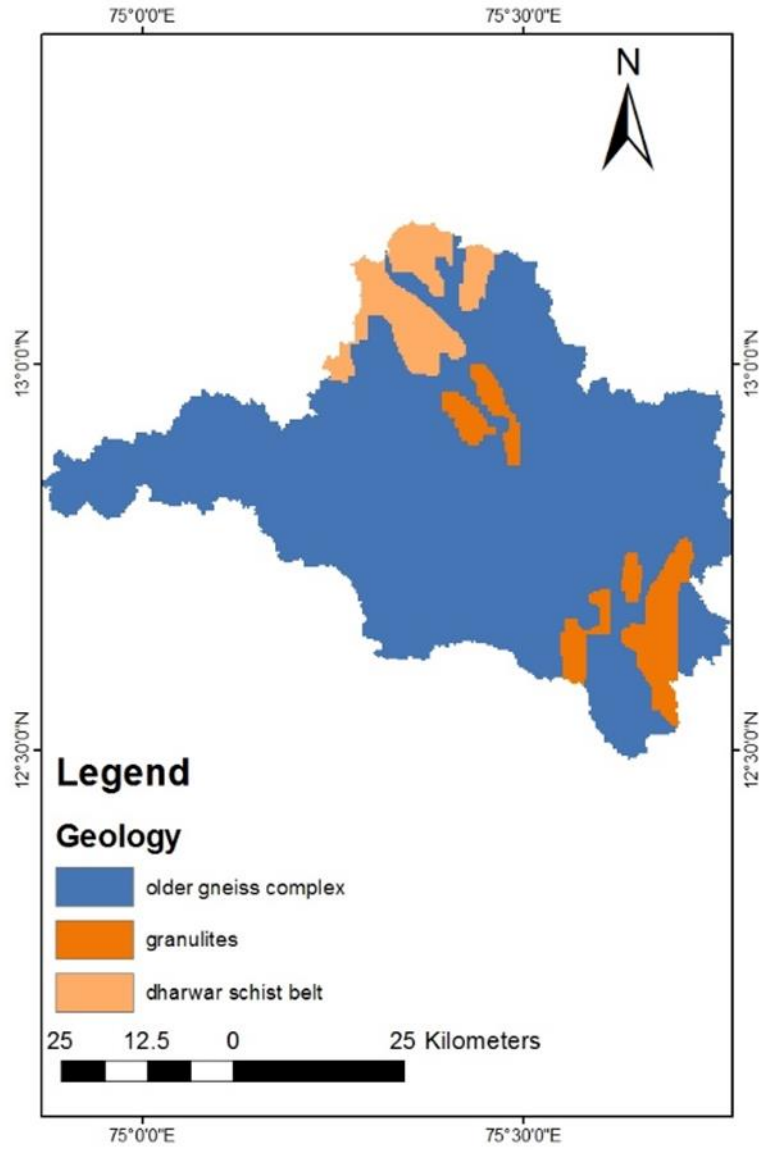 75°0'0"E 75°30'0"E
N
13°0'0"N 13°0'0"N
12°30'0"N 12°30'0"N
Legend
Geology
older gneiss complex
granulites
dharwar schist belt
25 12.5 0 25 Kilometers
75°0'0"E 75°30'0"E